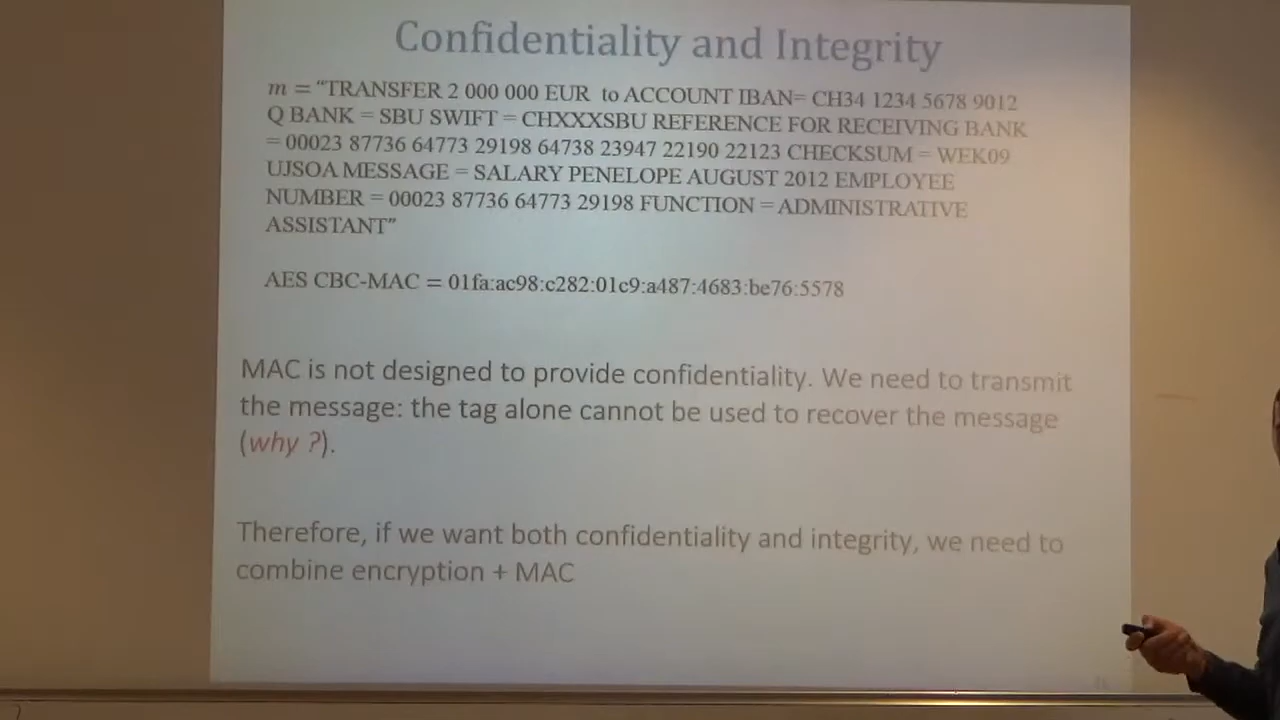 Confidentiality and Integrity
m = “TRANSFER 2 000 000 EUR to ACCOUNT IBAN= CH34 1234 5678 9012
Q BANK = SBU SWIFT = CHXXXSBU REFERENCE FOR RECEIVING BANK
= 00023 87736 64773 29198 64738 23947 22190 22123 CHECKSUM = WEK09
UJSOA MESSAGE = SALARY PENELOPE AUGUST 2012 EMPLOYEE
NUMBER = 00023 87736 64773 29198 FUNCTION = ADMINISTRATIVE
ASSISTANT”
AES CBC-MAC = 01fa:ac98:c282:01c9:a487:4683:be76:5578
MAC is not designed to provide confidentiality. We need to transmit
the message: the tag alone cannot be used to recover the message
(why ?).
Therefore, if we want both confidentiality and integrity, we need to
combine encryption + MAC